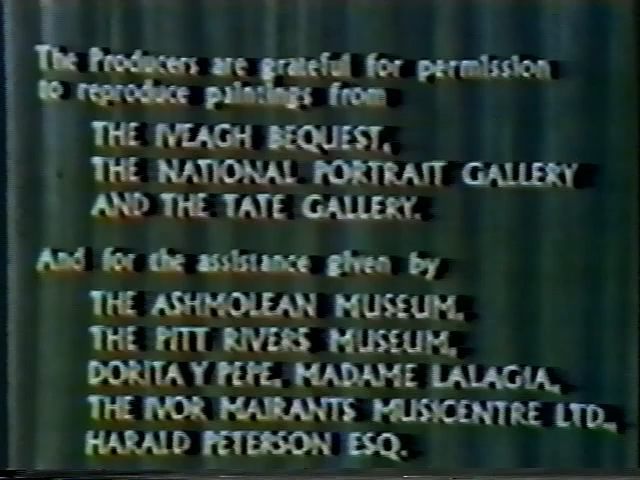 The Producers are grateful for permission
to reproduce paintings from
THE IVEAGH BEQUEST,
THE NATIONAL PORTRAIT GALLERY
AND THE TATE GALLERY.
And for the assistance given by
THE ASHMOLEAN MUSEUM,
THE PITT RIVERS MUSEUM,
DORITA Y PEPE, MADAME LALAGIA,
THE IVOR MAIRANTS MUSICENTRE LTD.,
HARALD PETERSON ESQ.